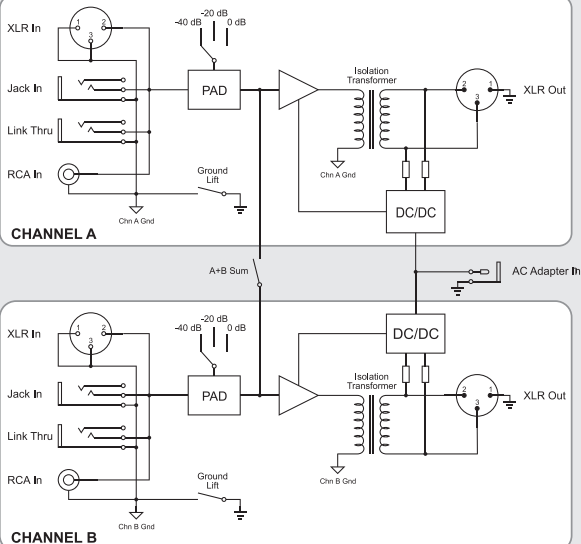 XLR In
1
2
3
-20 dB
-40 dB
0 dB
Jack In
PAD
Isolation
Transformer
2
1
3
XLR Out
Link Thru
RCA In
Ground
Lift
Chn A Gnd
Chn A Gnd
DC/DC
CHANNEL A
A+B Sum
AC Adapter In
XLR In
1
2
3
-20 dB
-40 dB
0 dB
DC/DC
Jack In
PAD
Isolation
Transformer
2
1
3
XLR Out
Link Thru
RCA In
Ground
Lift
Chn B Gnd
Chn B Gnd
CHANNEL B